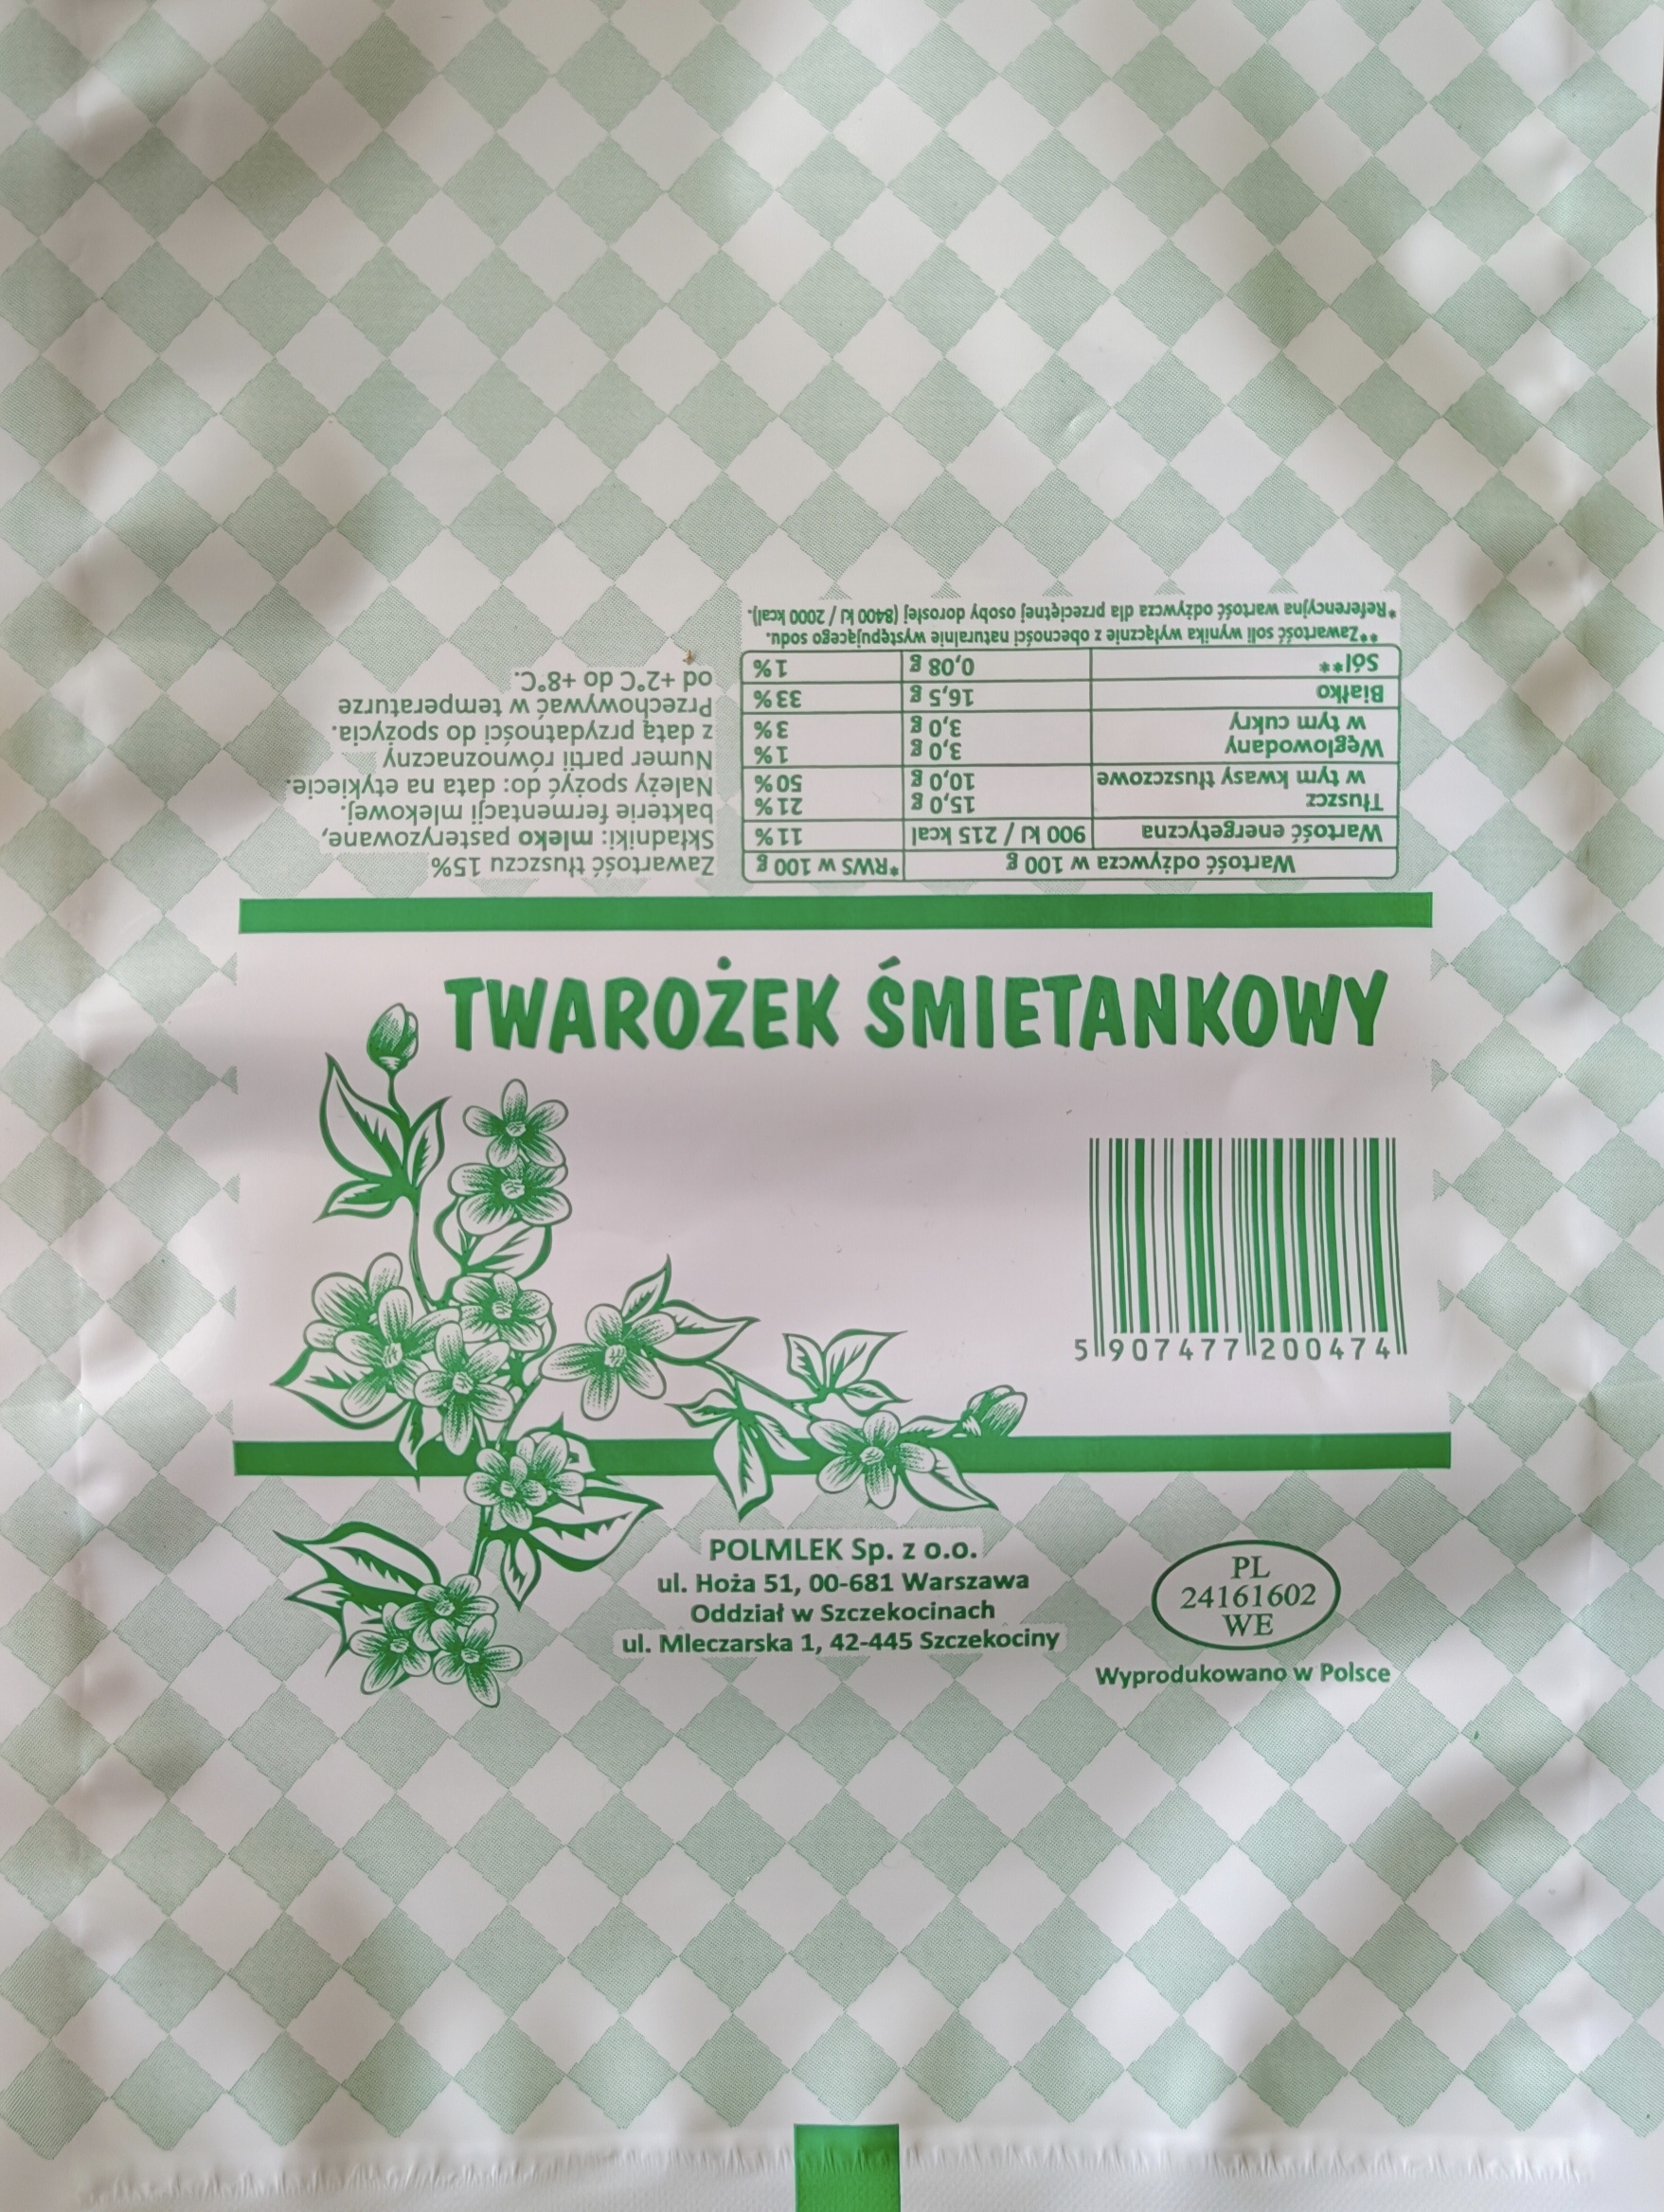 *Referencyjna wartość odżywcza dla przeciętnej osoby dorosłej (8400 kJ / 2000 kcal).
**Zawartość soli wynika wyłącznie z obecności naturalnie występującego sodu.
Wartość odżywcza w 100 g *RWS w 100 g
Wartość energetyczna 900 kJ / 215 kcal 11%
Tłuszcz 15,0 g 21%
w tym kwasy tłuszczowe 10,0 g 50%
Węglowodany 3,0 g 1%
w tym cukry 3,0 g 3%
Białko 16,5 g 33%
Sól** 0,08 g 1%
Zawartość tłuszczu 15%
Składniki: mleko pasteryzowane,
bakterie fermentacji mlekowej.
Należy spożyć do: data na etykiecie.
Numer partii równoznaczny
z datą przydatności do spożycia.
Przechowywać w temperaturze
od +2°C do +8°C.
TWAROŻEK ŚMIETANKOWY
5 907477 200474
POLMLEK Sp. z o.o.
ul. Hoża 51, 00-681 Warszawa
Oddział w Szczekocinach
ul. Mleczarska 1, 42-445 Szczekociny
PL
24161602
WE
Wyprodukowano w Polsce